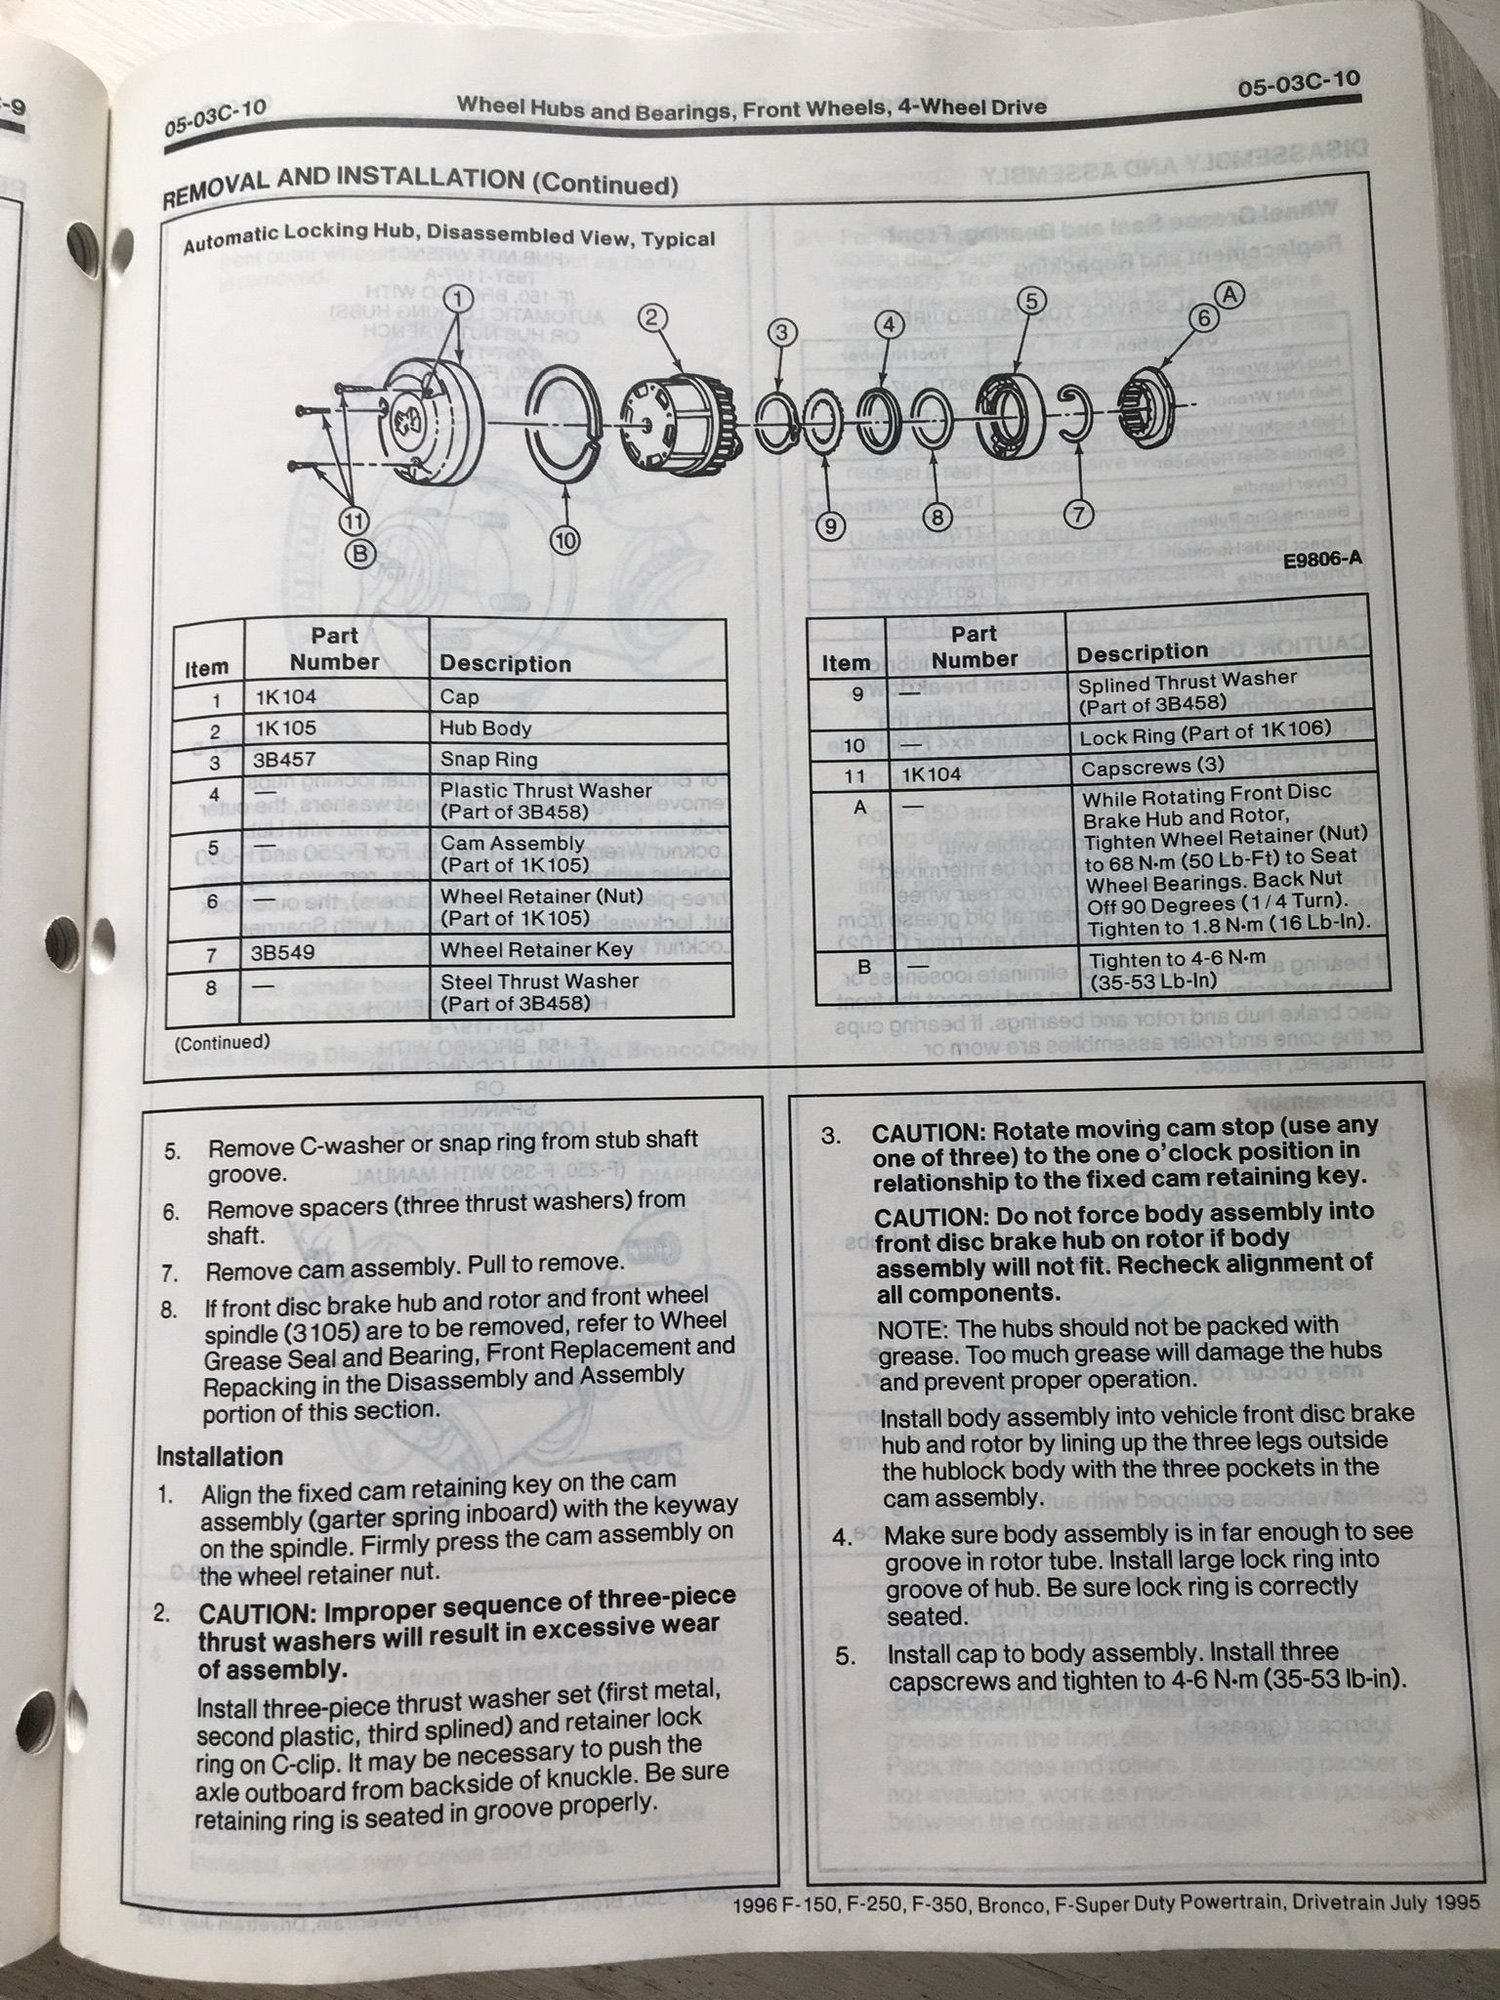 -9
05-03C-10
Wheel Hubs and Bearings, Front Wheels, 4-Wheel Drive
05-03C-10
REMOVAL AND INSTALLATION (Continued)
Automatic Locking Hub, Disassembled View, Typical
1
2
3
4
5
6
A
11
B
10
9
8
7
E9806-A
Item
Part Number
Description
1 1K104 Cap
2 1K105 Hub Body
3 3B457 Snap Ring
4 — Plastic Thrust Washer
(Part of 3B458)
5 — Cam Assembly
(Part of 1K105)
6 — Wheel Retainer (Nut)
(Part of 1K105)
7 3B549 Wheel Retainer Key
8 — Steel Thrust Washer
(Part of 3B458)
(Continued)
Item
Part Number
Description
9 — Splined Thrust Washer
(Part of 3B458)
10 — Lock Ring (Part of 1K106)
11 1K104 Capscrews (3)
A — While Rotating Front Disc
Brake Hub and Rotor,
Tighten Wheel Retainer (Nut)
to 68 N•m (50 Lb-Ft) to Seat
Wheel Bearings. Back Nut
Off 90 Degrees (1/4 Turn).
Tighten to 1.8 N•m (16 Lb-In).
B — Tighten to 4-6 N•m
(35-53 Lb-In)
5. Remove C-washer or snap ring from stub shaft
groove.
6. Remove spacers (three thrust washers) from
shaft.
7. Remove cam assembly. Pull to remove.
8. If front disc brake hub and rotor and front wheel
spindle (3105) are to be removed, refer to Wheel
Grease Seal and Bearing, Front Replacement and
Repacking in the Disassembly and Assembly
portion of this section.
Installation
1. Align the fixed cam retaining key on the cam
assembly (garter spring inboard) with the keyway
on the spindle. Firmly press the cam assembly on
the wheel retainer nut.
2. CAUTION: Improper sequence of three-piece
thrust washers will result in excessive wear
of assembly.
Install three-piece thrust washer set (first metal,
second plastic, third splined) and retainer lock
ring on C-clip. It may be necessary to push the
axle outboard from backside of knuckle. Be sure
retaining ring is seated in groove properly.
3. CAUTION: Rotate moving cam stop (use any
one of three) to the one o'clock position in
relationship to the fixed cam retaining key.
CAUTION: Do not force body assembly into
front disc brake hub on rotor if body
assembly will not fit. Recheck alignment of
all components.
NOTE: The hubs should not be packed with
grease. Too much grease will damage the hubs
and prevent proper operation.
Install body assembly into vehicle front disc brake
hub and rotor by lining up the three legs outside
the hublock body with the three pockets in the
cam assembly.
4. Make sure body assembly is in far enough to see
groove in rotor tube. Install large lock ring into
groove of hub. Be sure lock ring is correctly
seated.
5. Install cap to body assembly. Install three
capscrews and tighten to 4-6 N•m (35-53 lb-in).
1996 F-150, F-250, F-350, Bronco, F-Super Duty Powertrain, Drivetrain July 1995